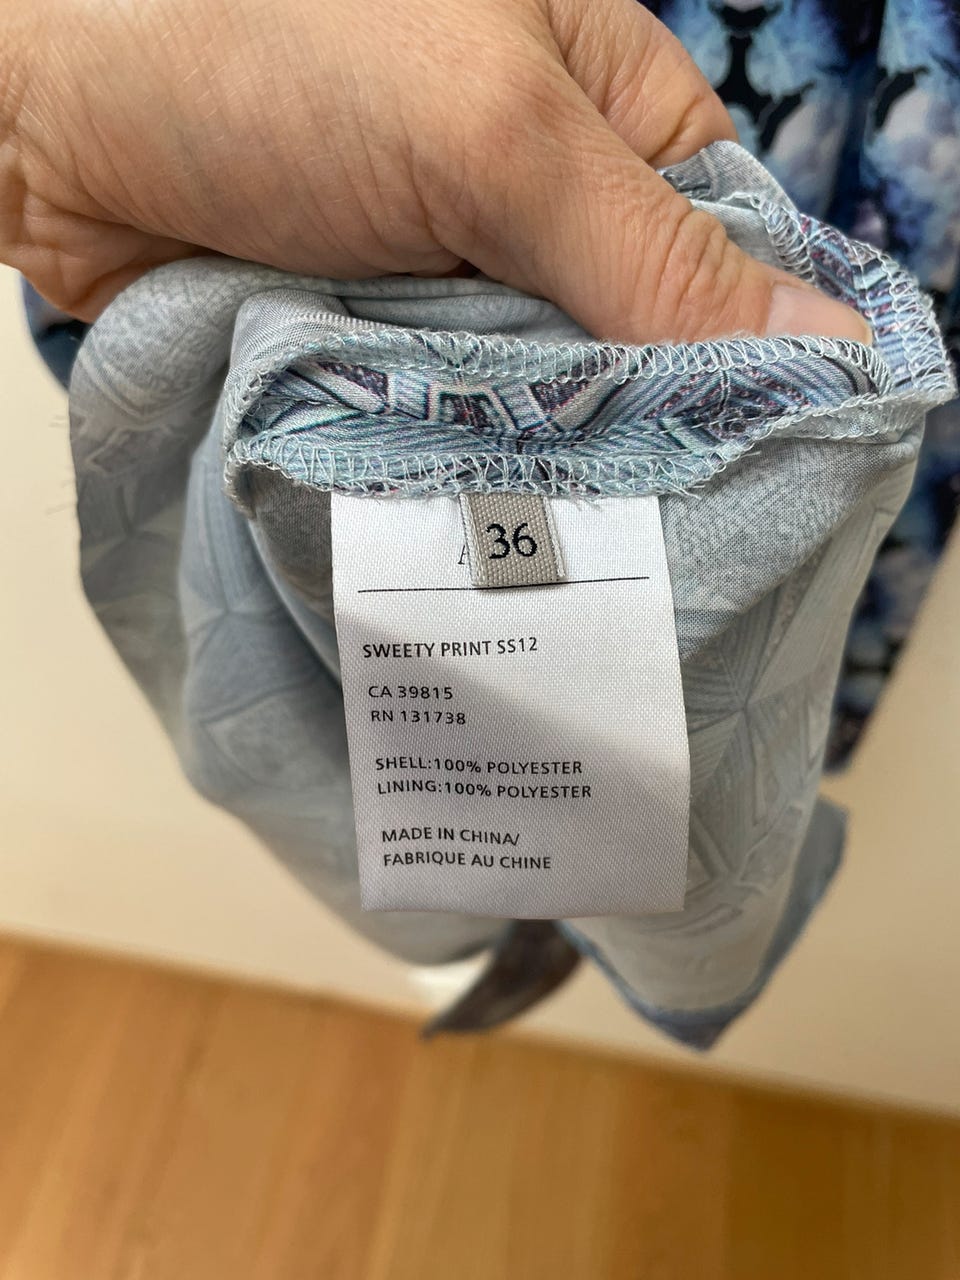 36
SWEETY PRINT SS12
CA 39815
RN 131738
SHELL:100% POLYESTER
LINING:100% POLYESTER
MADE IN CHINA/
FABRIQUE AU CHINE